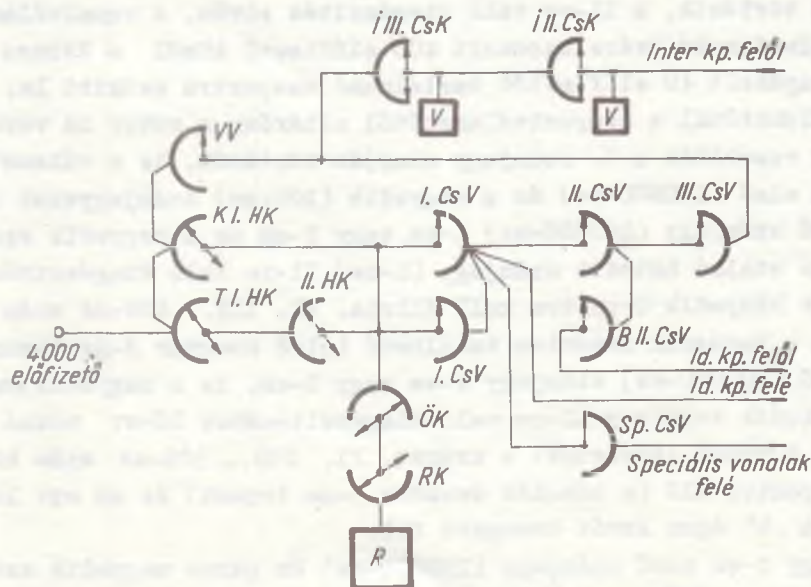 İ III. CsK
İ II. CsK
Inter kp. felől
V
V
VV
K I. HK
I. CsV
II. CsV
III. CsV
T I. HK
II. HK
4000
előfizető
I. CsV
B II. CsV
Id. kp. felől
Id. kp. felé
ÖK
Sp. CsV
RK
Speciális vonalak
felé
R